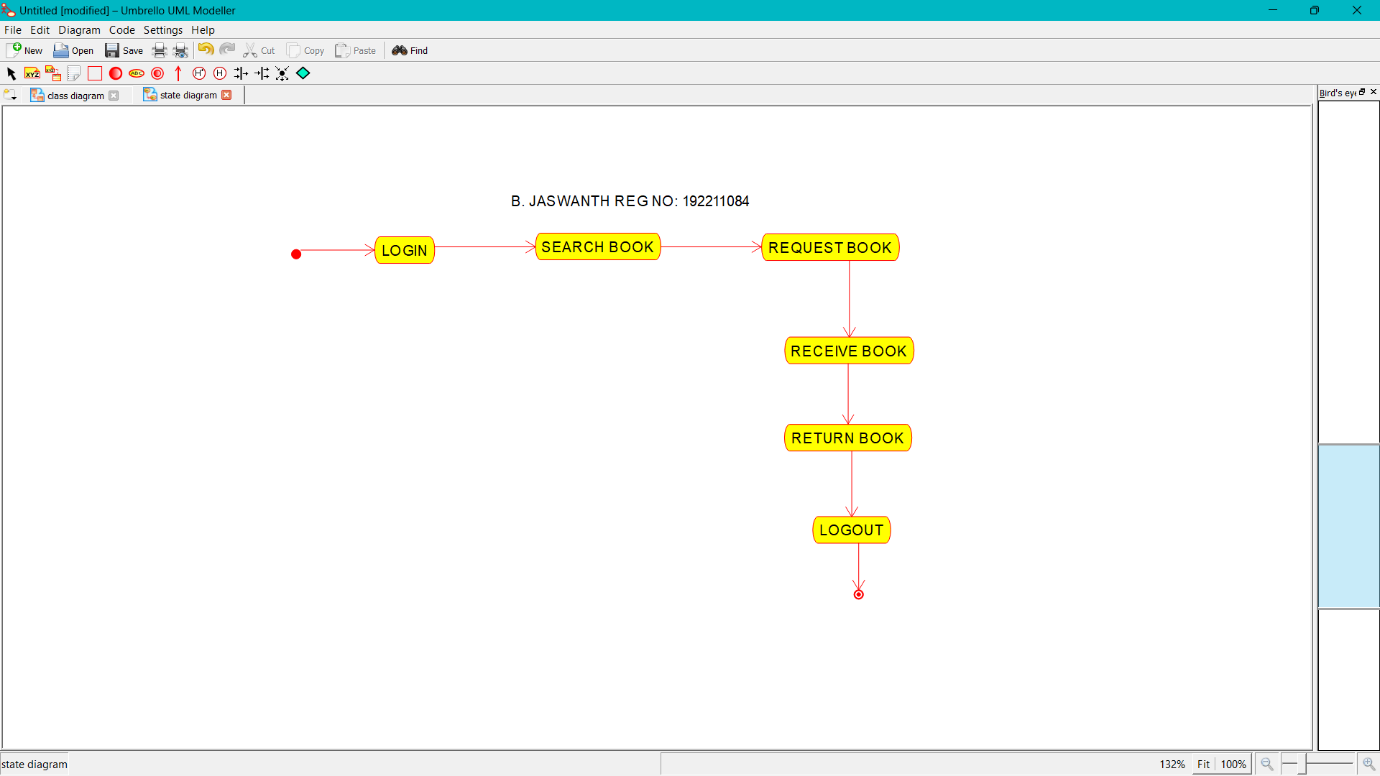 Untitled [modified] – Umbrello UML Modeller
File Edit Diagram Code Settings Help
New Open Save Cut Copy Paste Find
XYZ ABC H* H
class diagram state diagram Bird's eye
B. JASWANTH REG NO: 192211084
LOGIN SEARCH BOOK REQUEST BOOK
RECEIVE BOOK
RETURN BOOK
LOGOUT
state diagram 132% Fit 100%